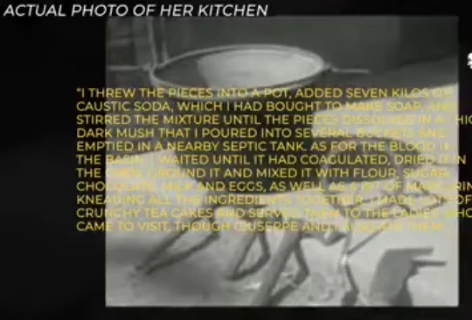 ACTUAL PHOTO OF HER KITCHEN
"I THREW THE PIECES INTO A POT, ADDED SEVEN KILOS OF
CAUSTIC SODA, WHICH I HAD BOUGHT TO MAKE SOAP, AND
STIRRED THE MIXTURE UNTIL THE PIECES DISSOLVED IN A
DARK MUSH THAT I POURED INTO SEVERAL BUCKETS AND
EMPTIED IN A NEARBY SEPTIC TANK. AS FOR THE BLOOD IN
THE BASIN, I WAITED UNTIL IT HAD COAGULATED, DRIED IT IN
THE OVEN, GROUND IT AND MIXED IT WITH FLOUR, SUGAR,
CHOCOLATE, MILK AND EGGS, AS WELL AS A BIT OF
KNEADING ALL THE INGREDIENTS TOGETHER. I MADE LOTS OF
CRUNCHY TEA CAKES AND SERVED THEM TO THE LADIES
CAME TO VISIT, THOUGH GIUSEPPE AND I ALSO ATE THEM."